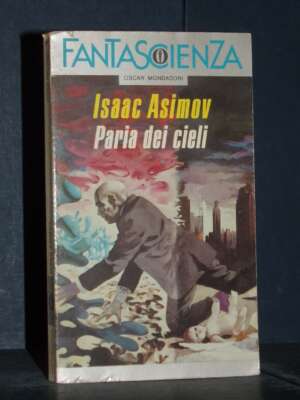 FANTASCIENZA
OSCAR MONDADORI
Isaac Asimov
Paria dei cieli